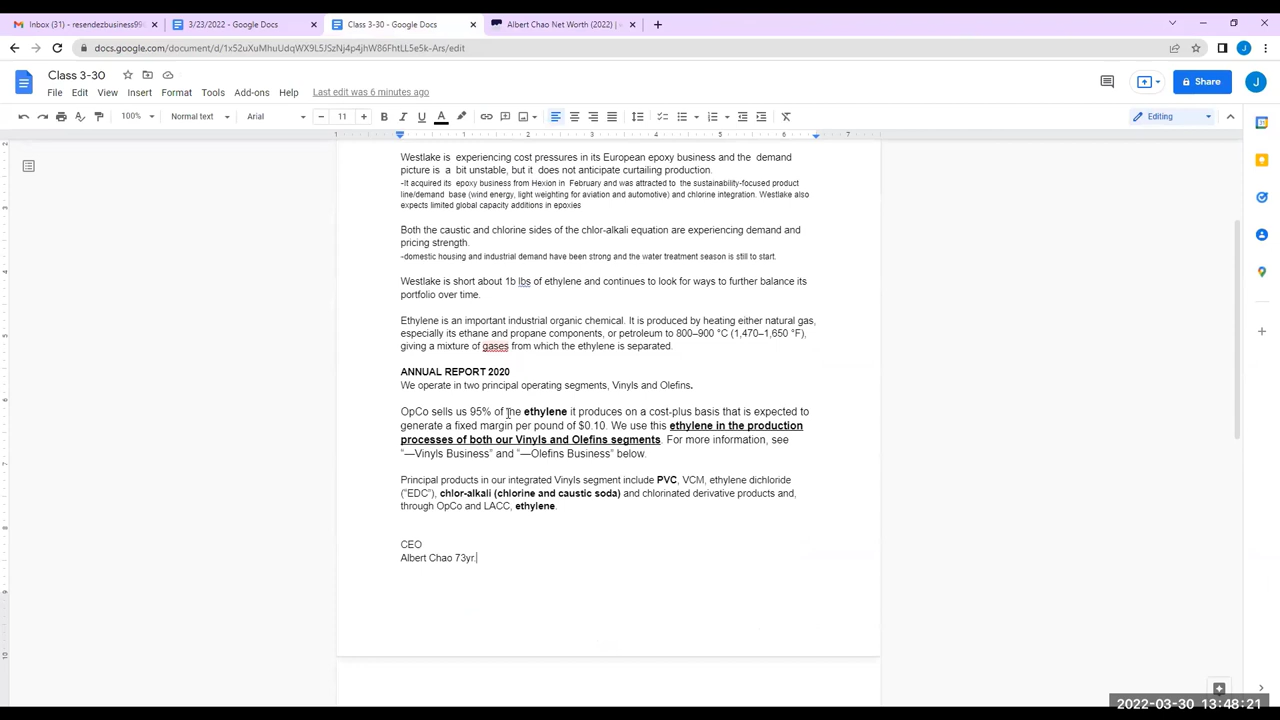 Inbox (31) - resendezbusiness99
3/23/2022 - Google Docs
Class 3-30 - Google Docs
Albert Chao Net Worth (2022) |
docs.google.com/document/d/1x52uXuMhuUdqWX9L5JSzNj4p4jhW86FhtLL5e5k-Ars/edit
Class 3-30
File Edit View Insert Format Tools Add-ons Help Last edit was 6 minutes ago
Share
J
100% Normal text Arial 11 Editing
Westlake is experiencing cost pressures in its European epoxy business and the demand
picture is a bit unstable, but it does not anticipate curtailing production.
-It acquired its epoxy business from Hexion in February and was attracted to the sustainability-focused product
line/demand base (wind energy, light weighting for aviation and automotive) and chlorine integration. Westlake also
expects limited global capacity additions in epoxies
Both the caustic and chlorine sides of the chlor-alkali equation are experiencing demand and
pricing strength.
-domestic housing and industrial demand have been strong and the water treatment season is still to start.
Westlake is short about 1b lbs of ethylene and continues to look for ways to further balance its
portfolio over time.
Ethylene is an important industrial organic chemical. It is produced by heating either natural gas,
especially its ethane and propane components, or petroleum to 800–900 °C (1,470–1,650 °F),
giving a mixture of gases from which the ethylene is separated.
ANNUAL REPORT 2020
We operate in two principal operating segments, Vinyls and Olefins.
OpCo sells us 95% of the ethylene it produces on a cost-plus basis that is expected to
generate a fixed margin per pound of $0.10. We use this ethylene in the production
processes of both our Vinyls and Olefins segments. For more information, see
“—Vinyls Business” and “—Olefins Business” below.
Principal products in our integrated Vinyls segment include PVC, VCM, ethylene dichloride
("EDC"), chlor-alkali (chlorine and caustic soda) and chlorinated derivative products and,
through OpCo and LACC, ethylene.
CEO
Albert Chao 73yr.
2022-03-30 13:48:21